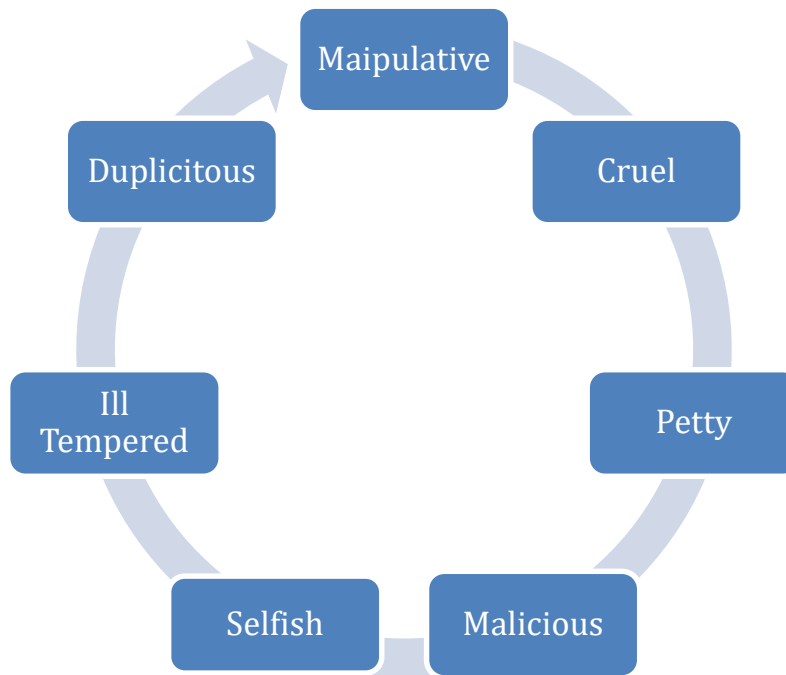 Maipulative
Cruel
Petty
Malicious
Selfish
Ill
Tempered
Duplicitous